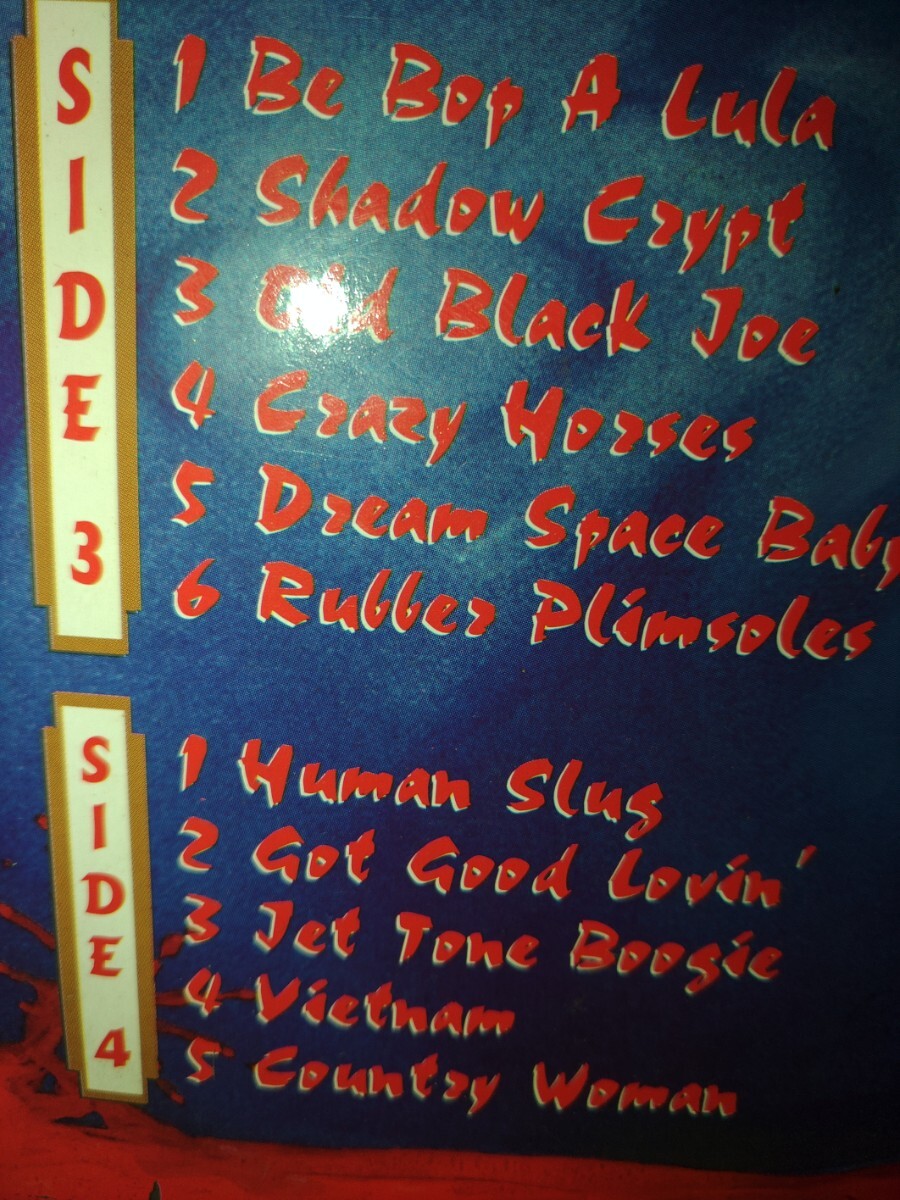 SIDE 3
1 Be Bop A Lula
2 Shadow Crypt
3 Old Black Joe
4 Crazy Horses
5 Dream Space Baby
6 Rubber Plimsoles
SIDE 4
1 Human Slug
2 Got Good Lovin'
3 Jet Tone Boogie
4 Vietnam
5 Country Woman